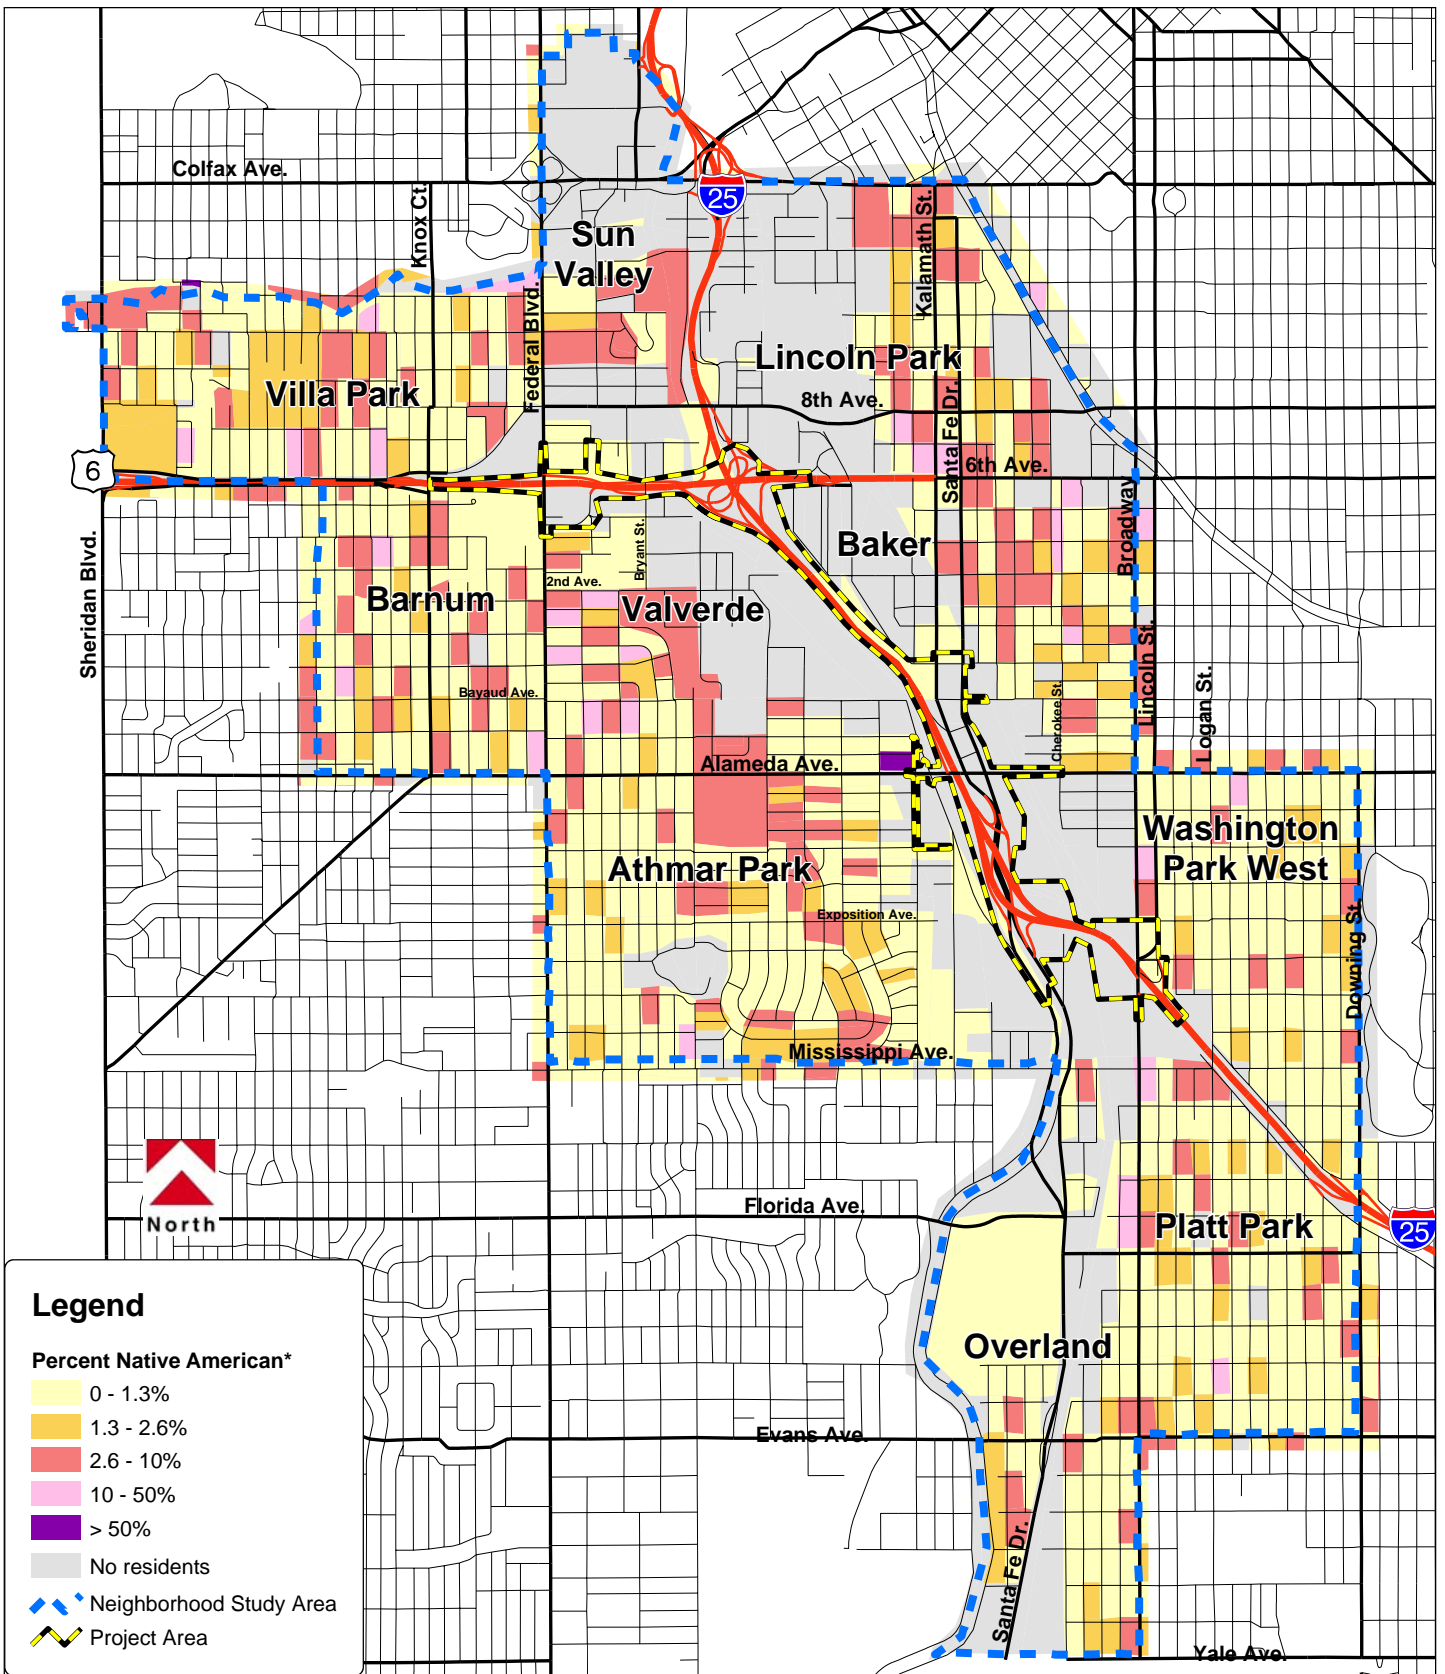 Colfax Ave.
Knox Ct.
25
Sun
Valley
Kalamath St.
Federal Blvd.
Lincoln Park
Villa Park
8th Ave.
Santa Fe Dr.
6
6th Ave.
Broadway
Bryant St.
Baker
Sheridan Blvd.
2nd Ave.
Barnum
Valverde
Lincoln St.
Logan St.
Bayaud Ave.
Cherokee St.
Alameda Ave.
Washington
Park West
Athmar Park
Exposition Ave.
Downing St.
Mississippi Ave.
North
Florida Ave.
Platt Park
25
Overland
Evans Ave.
Santa Fe Dr.
Yale Ave.
Legend
Percent Native American*
0 - 1.3%
1.3 - 2.6%
2.6 - 10%
10 - 50%
> 50%
No residents
Neighborhood Study Area
Project Area